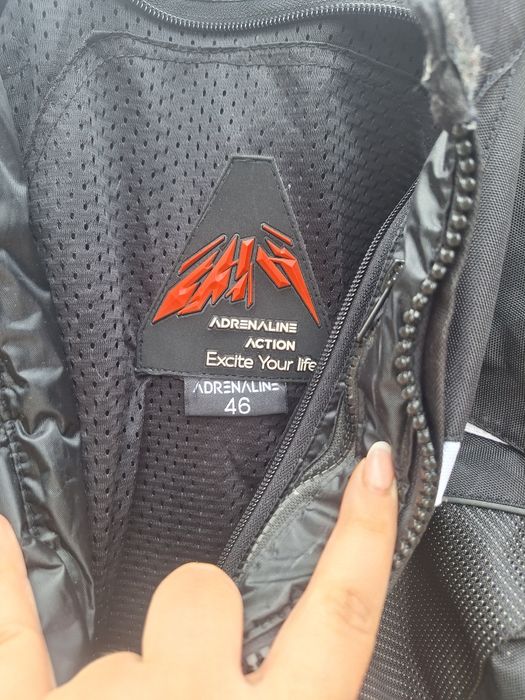 ADRENALINE
ACTION
Excite Your life
ADRENALINE
46